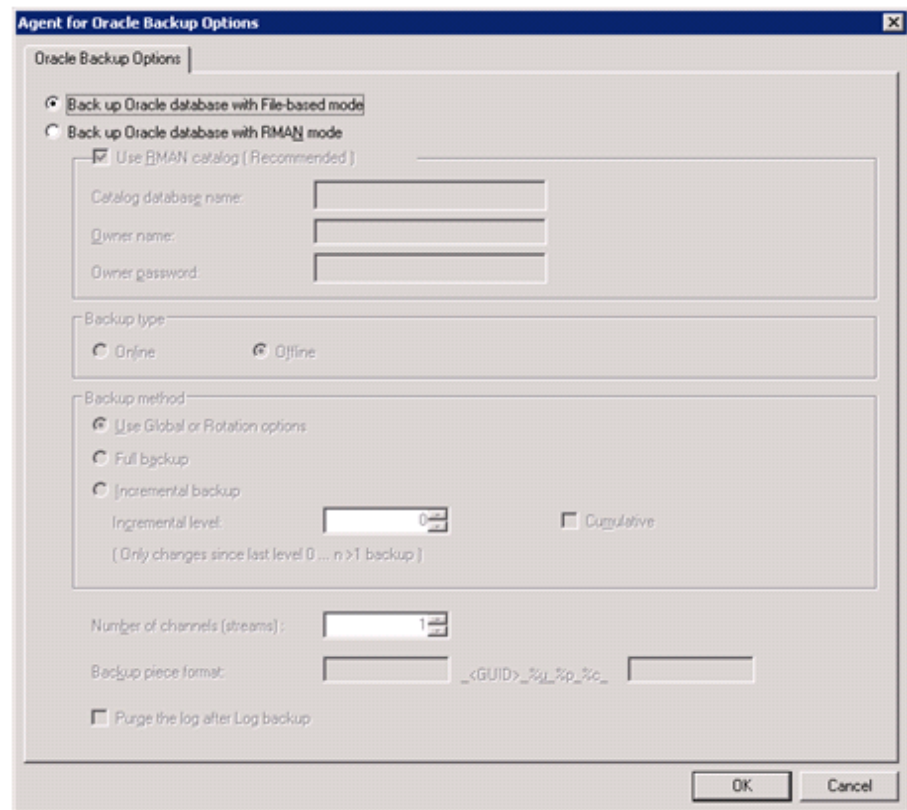 Agent for Oracle Backup Options
Oracle Backup Options
Back up Oracle database with File-based mode
Back up Oracle database with RMAN mode
Use RMAN catalog ( Recommended )
Catalog database name:
Owner name:
Owner password:
Backup type
Online Offline
Backup method
Use Global or Rotation options
Full backup
Incremental backup
Incremental level: 0 Cumulative
( Only changes since last level 0 ... n >1 backup )
Number of channels (streams) : 1
Backup piece format: _<GUID>_%u_%p_%c_
Purge the log after Log backup
OK Cancel